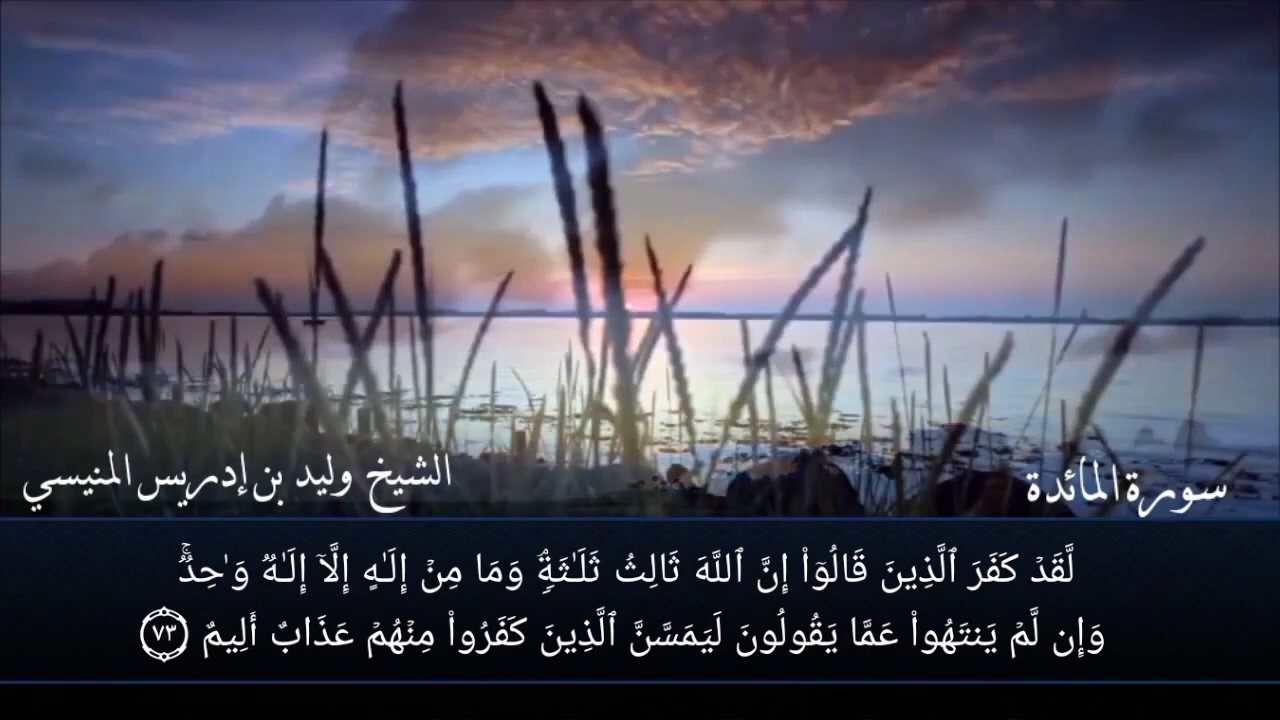 سورة المائدة
الشيخ وليد بن إدريس المنيسي
لَّقَدۡ كَفَرَ ٱلَّذِينَ قَالُوٓاْ إِنَّ ٱللَّهَ ثَالِثُ ثَلَٰثَةٖۘ وَمَا مِنۡ إِلَٰهٍ إِلَّآ إِلَٰهٞ وَٰحِدٞۚ
وَإِن لَّمۡ يَنتَهُواْ عَمَّا يَقُولُونَ لَيَمَسَّنَّ ٱلَّذِينَ كَفَرُواْ مِنۡهُمۡ عَذَابٌ أَلِيمٌ ٧٣